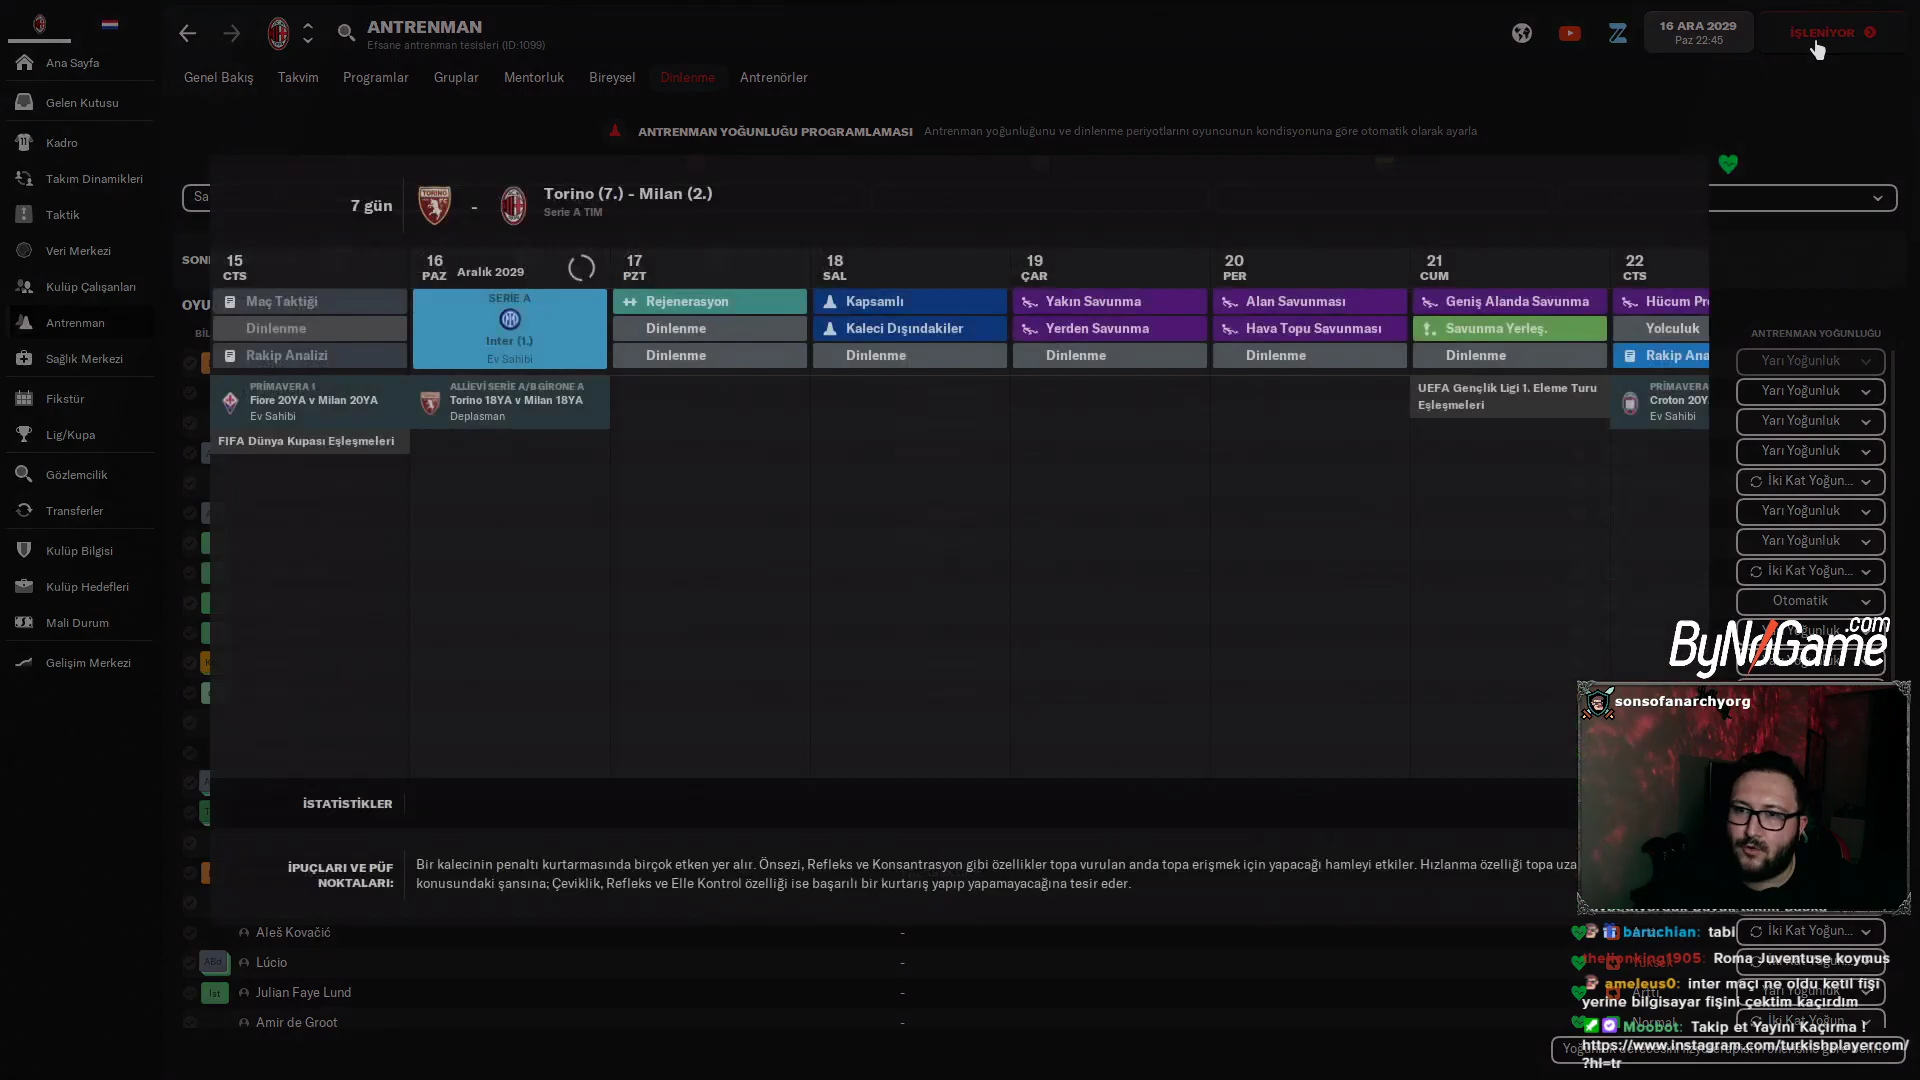 ANTRENMAN
Efsane antrenman tesisleri (ID:1099)
16 ARA 2029
Paz 22:45
İŞLENİYOR
Ana Sayfa
Gelen Kutusu
Kadro
Takım Dinamikleri
Taktik
Veri Merkezi
Kulüp Çalışanları
Antrenman
Sağlık Merkezi
Fikstür
Lig/Kupa
Gözlemcilik
Transferler
Kulüp Bilgisi
Kulüp Hedefleri
Mali Durum
Gelişim Merkezi
Genel Bakış Takvim Programlar Gruplar Mentorluk Bireysel Dinlenme Antrenörler
ANTRENMAN YOĞUNLUĞU PROGRAMLAMASI Antrenman yoğunluğunu ve dinlenme periyotlarını oyuncunun kondisyonuna göre otomatik olarak ayarla
7 gün
-
Torino (7.) - Milan (2.)
Serie A TIM
15
CTS
16
PAZ Aralık 2029
17
PZT
18
SAL
19
ÇAR
20
PER
21
CUM
22
CTS
Maç Taktiği
Dinlenme
Rakip Analizi
SERİE A
Inter (1.)
Ev Sahibi
Rejenerasyon
Dinlenme
Dinlenme
Kapsamlı
Kaleci Dışındakiler
Dinlenme
Yakın Savunma
Yerden Savunma
Dinlenme
Alan Savunması
Hava Topu Savunması
Dinlenme
Geniş Alanda Savunma
Savunma Yerleş.
Dinlenme
Hücum Pr
Yolculuk
Rakip Ana
PRİMAVERA 1
Fiore 20YA v Milan 20YA
Ev Sahibi
FIFA Dünya Kupası Eşleşmeleri
ALLİEVİ SERİE A/B GİRONE A
Torino 18YA v Milan 18YA
Deplasman
UEFA Gençlik Ligi 1. Eleme Turu
Eşleşmeleri
PRİMAVERA
Croton 20Y
Ev Sahibi
İSTATİSTİKLER
İPUÇLARI VE PÜF
NOKTALARI:
Bir kalecinin penaltı kurtarmasında birçok etken yer alır. Önsezi, Refleks ve Konsantrasyon gibi özellikler topa vurulan anda topa erişmek için yapacağı hamleyi etkiler. Hızlanma özelliği topa uza
konusundaki şansına; Çeviklik, Refleks ve Elle Kontrol özelliği ise başarılı bir kurtarış yapıp yapamayacağına tesir eder.
Aleš Kovačić -
ABd Lúcio -
Ist Julian Faye Lund -
Amir de Groot -
ANTRENMAN YOĞUNLUĞU
Yarı Yoğunluk
Yarı Yoğunluk
Yarı Yoğunluk
Yarı Yoğunluk
İki Kat Yoğun...
Yarı Yoğunluk
Yarı Yoğunluk
İki Kat Yoğun...
Otomatik
ByNoGame
.com
sonsofanarchyorg
İki Kat Yoğun...
baruchian: tabi
thelionking1905: Roma Juventuse koymus
ameleus0: inter maçı ne oldu ketıl fişi
yerine bilgisayar fişini çektim kaçırdım
Moobot: Takip et Yayını Kaçırma !
https://www.instagram.com/turkishplayercom/
?hl=tr